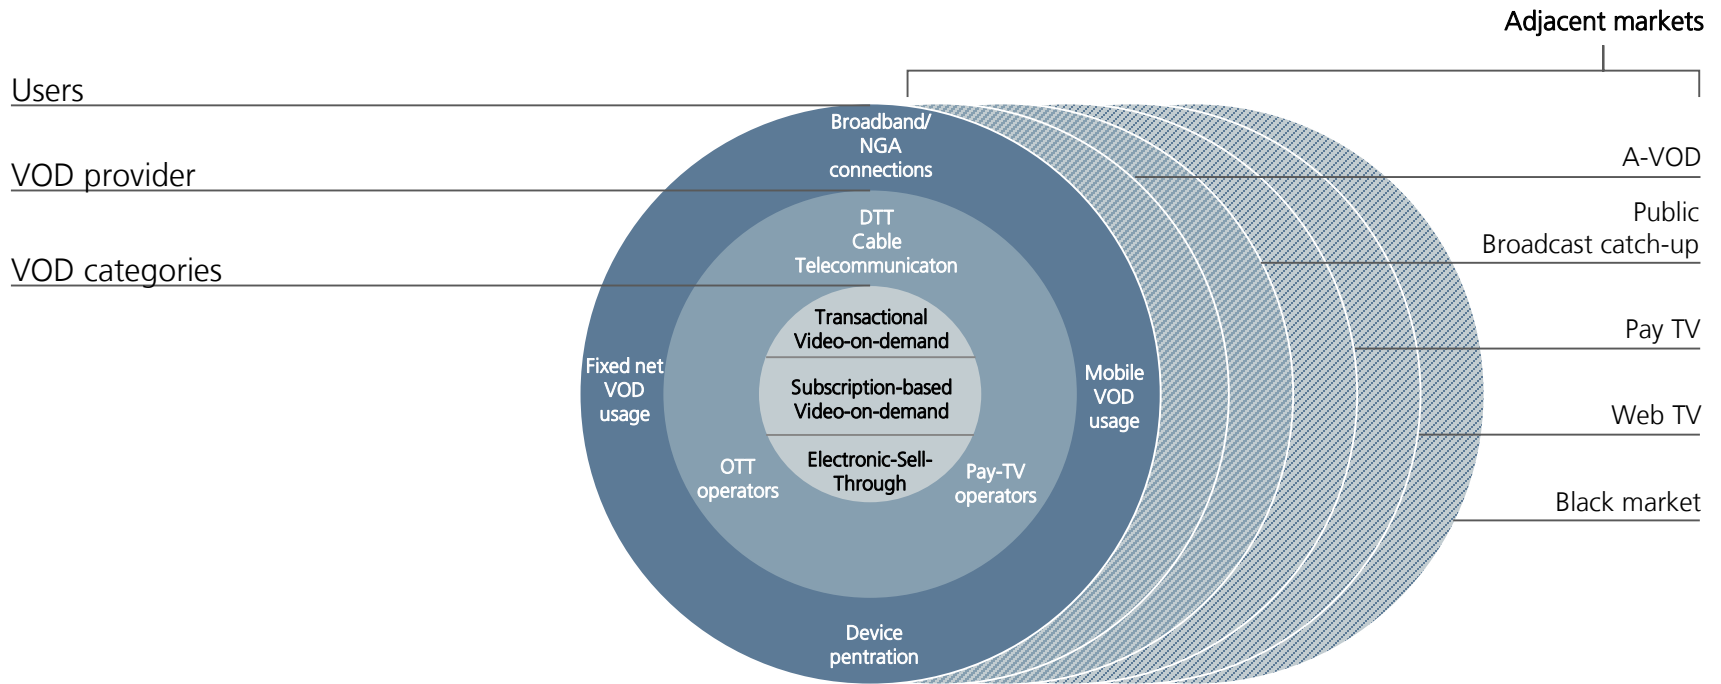 Adjacent markets
Users
VOD provider
VOD categories
Broadband/
NGA
connections
DTT
Cable
Telecommunicaton
Transactional
Video-on-demand
Subscription-based
Video-on-demand
Electronic-Sell-
Through
Fixed net
VOD
usage
Mobile
VOD
usage
OTT
operators
Pay-TV
operators
Device
pentration
A-VOD
Public
Broadcast catch-up
Pay TV
Web TV
Black market